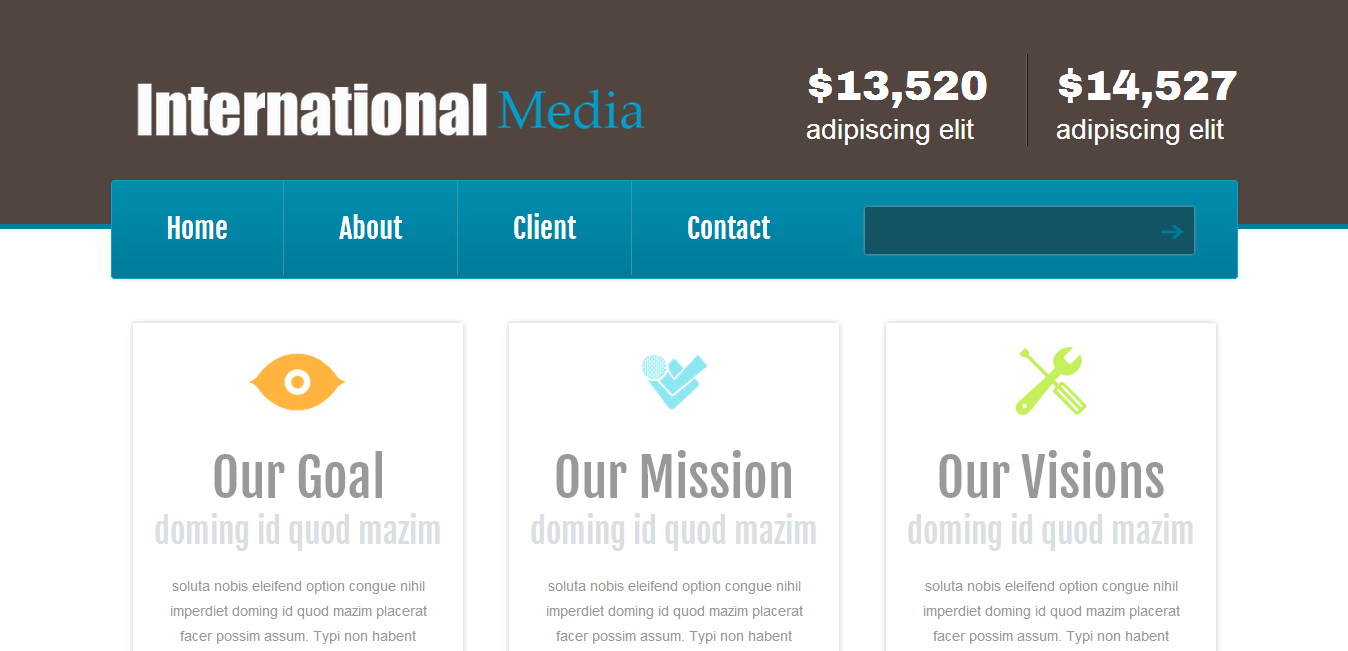 International Media
$13,520
adipiscing elit
$14,527
adipiscing elit
Home
About
Client
Contact
Our Goal
doming id quod mazim
soluta nobis eleifend option congue nihil
imperdiet doming id quod mazim placerat
facer possim assum. Typi non habent
Our Mission
doming id quod mazim
soluta nobis eleifend option congue nihil
imperdiet doming id quod mazim placerat
facer possim assum. Typi non habent
Our Visions
doming id quod mazim
soluta nobis eleifend option congue nihil
imperdiet doming id quod mazim placerat
facer possim assum. Typi non habent